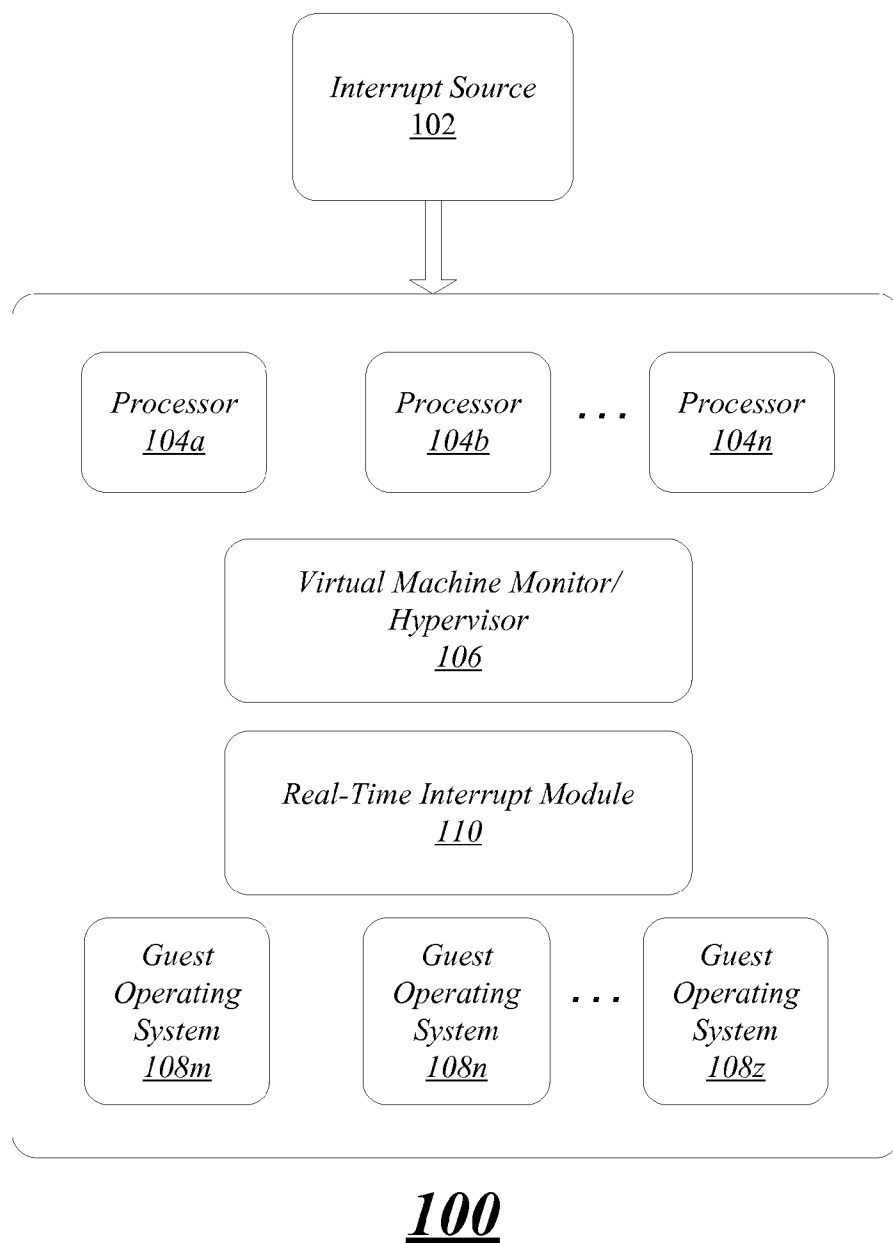 Interrupt Source
102
Processor
104a
Processor
104b
. . .
Processor
104n
Virtual Machine Monitor/
Hypervisor
106
Real-Time Interrupt Module
110
Guest
Operating
System
108m
Guest
Operating
System
108n
. . .
Guest
Operating
System
108z
100